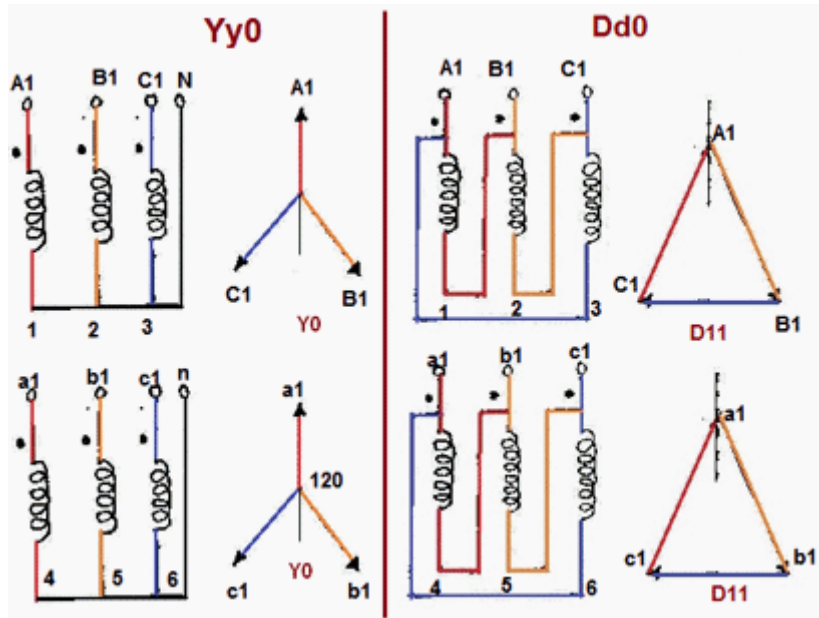 Yy0
A1 B1 C1 N
A1
C1 B1
1 2 3
Y0
a1 b1 c1 n
a1
120
4 5 6
c1 Y0 b1
Dd0
A1 B1 C1
A1
C1
1 2 3
D11 B1
a1 b1 c1
a1
c1 b1
4 5 6
D11